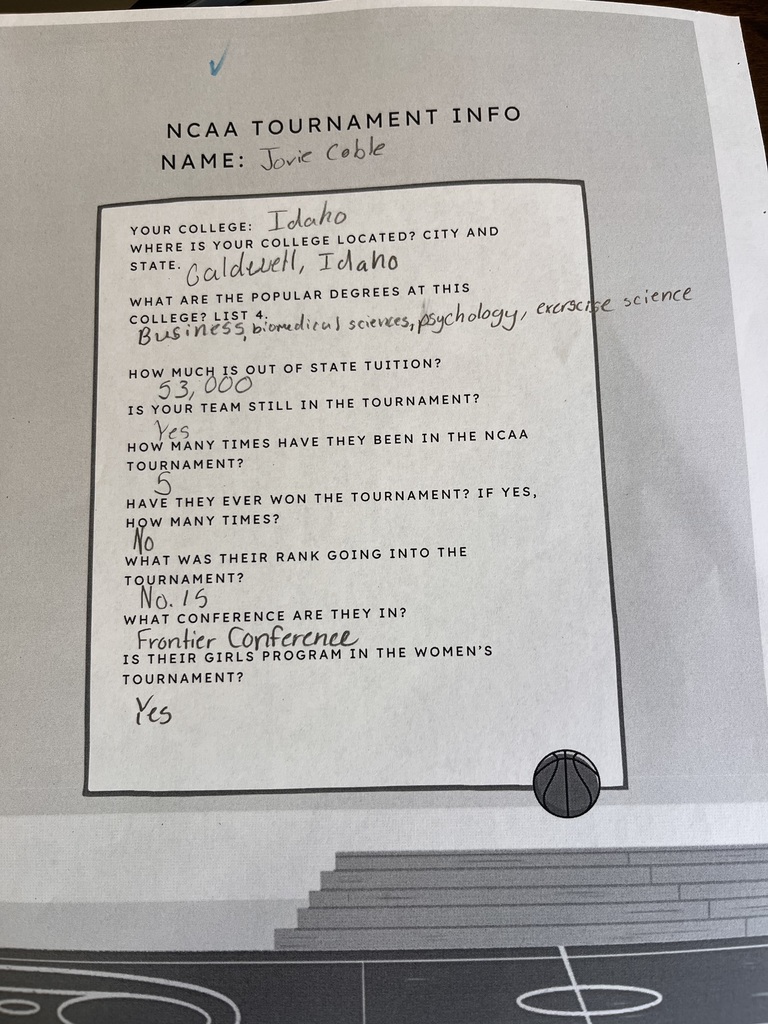 NCAA TOURNAMENT INFO
NAME: Jovie Coble
YOUR COLLEGE: Idaho
WHERE IS YOUR COLLEGE LOCATED? CITY AND
STATE. Caldwell, Idaho
WHAT ARE THE POPULAR DEGREES AT THIS
COLLEGE? LIST 4.
Business, biomedical sciences, psychology, exerscise science
HOW MUCH IS OUT OF STATE TUITION?
53,000
IS YOUR TEAM STILL IN THE TOURNAMENT?
Yes
HOW MANY TIMES HAVE THEY BEEN IN THE NCAA
TOURNAMENT?
5
HAVE THEY EVER WON THE TOURNAMENT? IF YES,
HOW MANY TIMES?
No
WHAT WAS THEIR RANK GOING INTO THE
TOURNAMENT?
No. 15
WHAT CONFERENCE ARE THEY IN?
Frontier Conference
IS THEIR GIRLS PROGRAM IN THE WOMEN'S
TOURNAMENT?
Yes